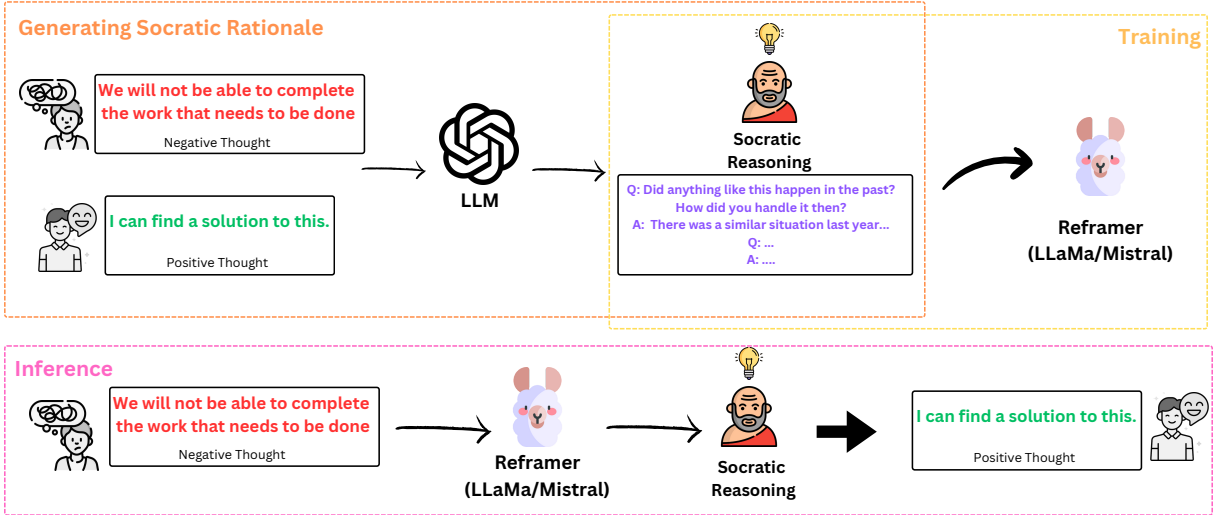 Generating Socratic Rationale
Training
We will not be able to complete
the work that needs to be done
Negative Thought
I can find a solution to this.
Positive Thought
LLM
Socratic
Reasoning
Q: Did anything like this happen in the past?
How did you handle it then?
A: There was a similar situation last year...
Q: ...
A: ....
Reframer
(LLaMa/Mistral)
Inference
We will not be able to complete
the work that needs to be done
Negative Thought
Reframer
(LLaMa/Mistral)
Socratic
Reasoning
I can find a solution to this.
Positive Thought